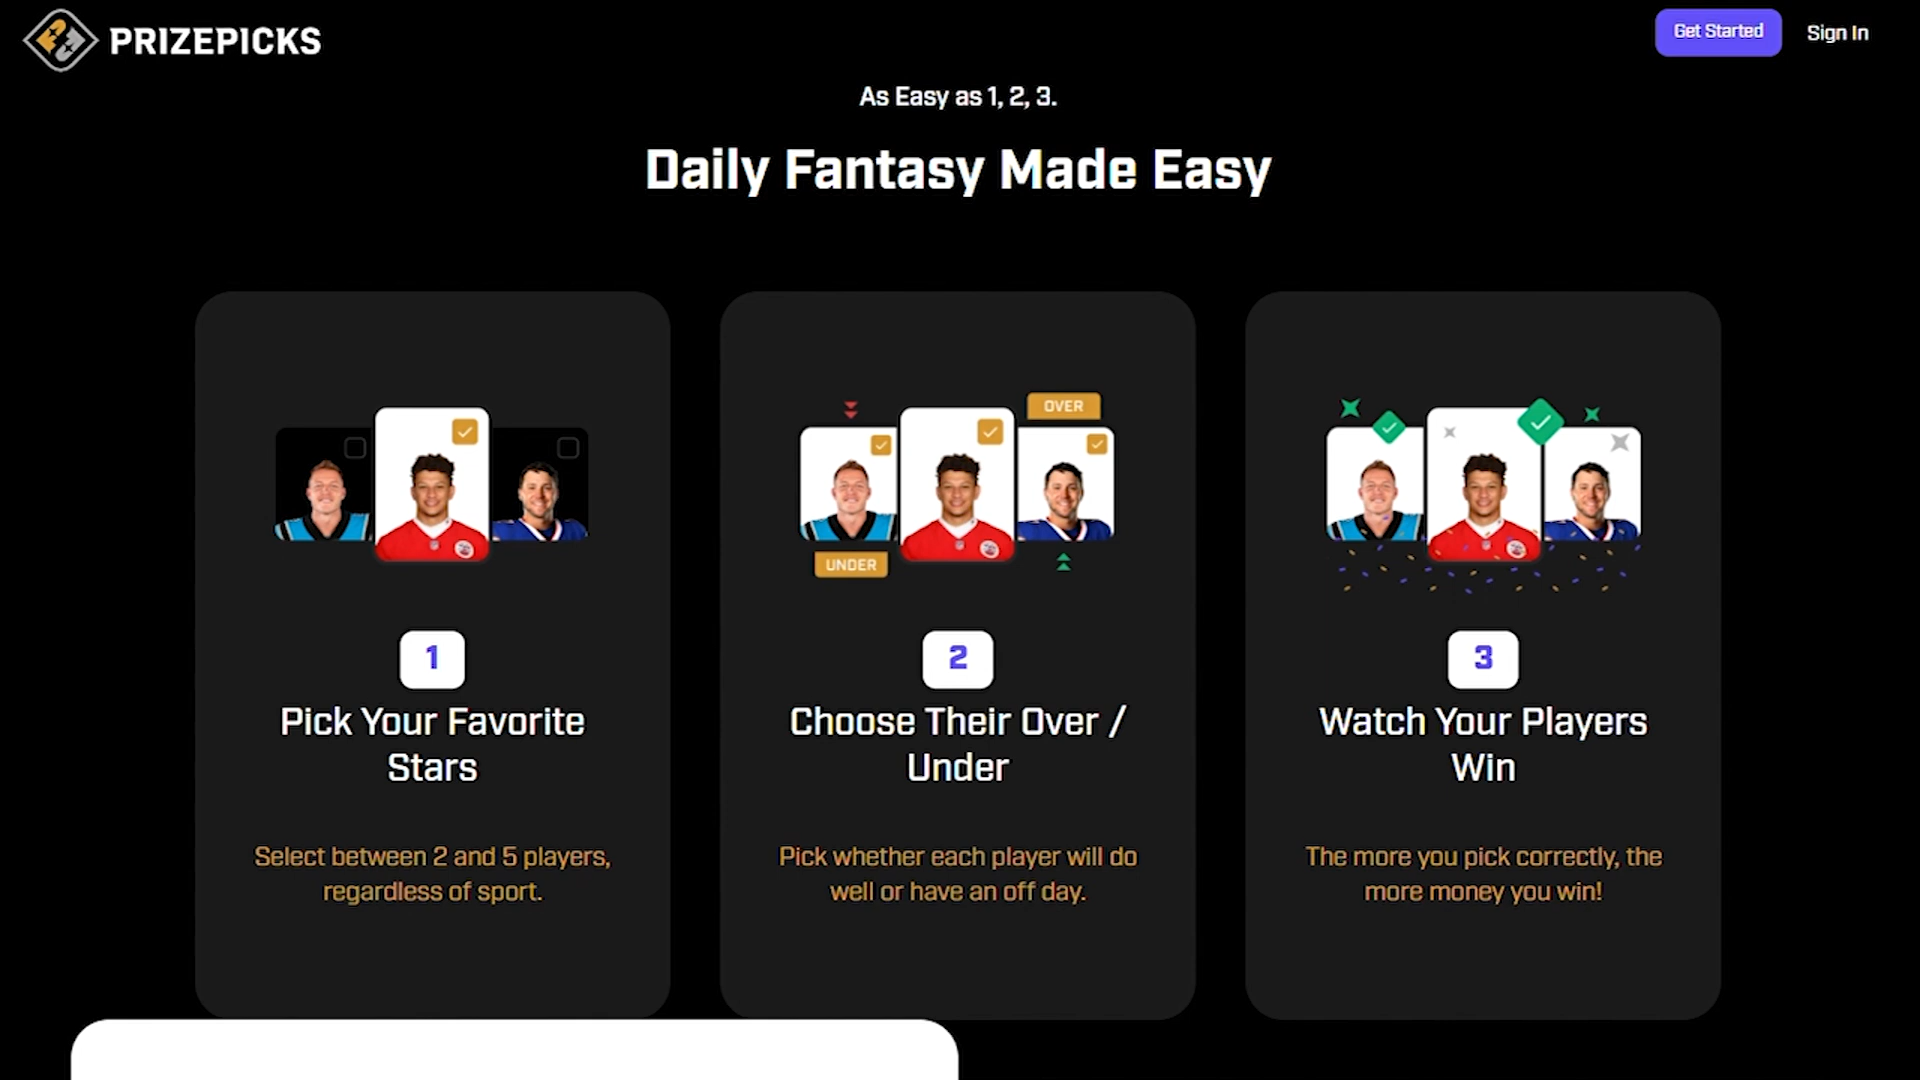 PRIZEPICKS
Get Started
Sign In
As Easy as 1, 2, 3.
Daily Fantasy Made Easy
OVER
UNDER
1
Pick Your Favorite
Stars
Select between 2 and 5 players,
regardless of sport.
2
Choose Their Over /
Under
Pick whether each player will do
well or have an off day.
3
Watch Your Players
Win
The more you pick correctly, the
more money you win!